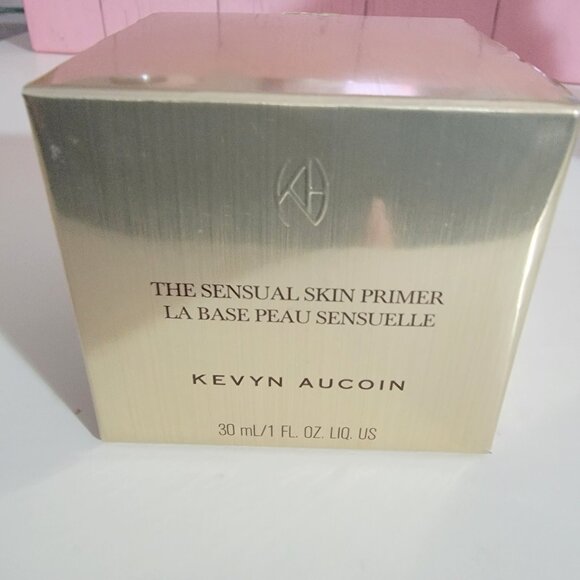 THE SENSUAL SKIN PRIMER
LA BASE PEAU SENSUELLE
KEVYN AUCOIN
30 mL/1 FL. OZ. LIQ. US